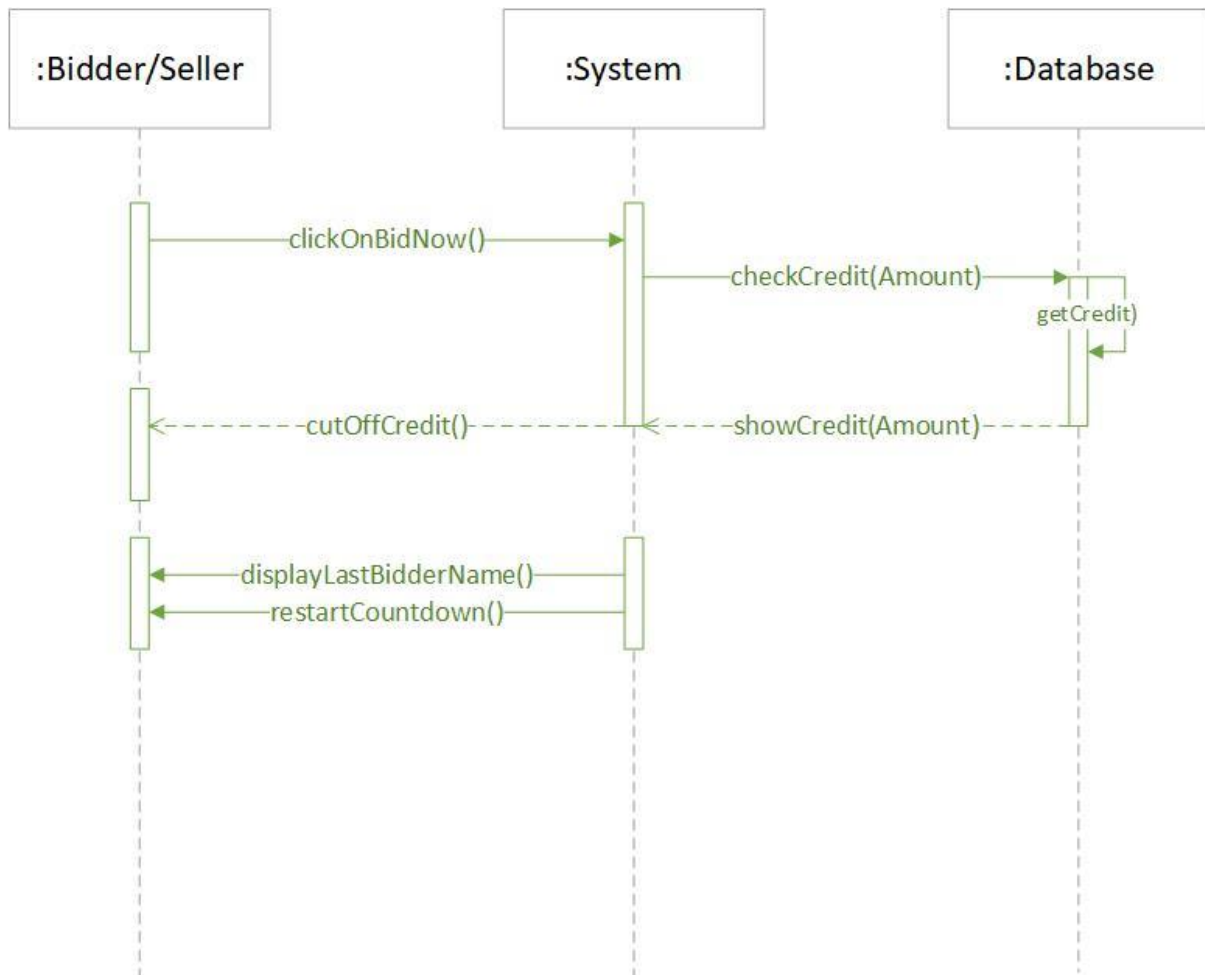 :Bidder/Seller
:System
:Database
clickOnBidNow()
checkCredit(Amount)
getCredit)
cutOffCredit()
showCredit(Amount)
displayLastBidderName()
restartCountdown()